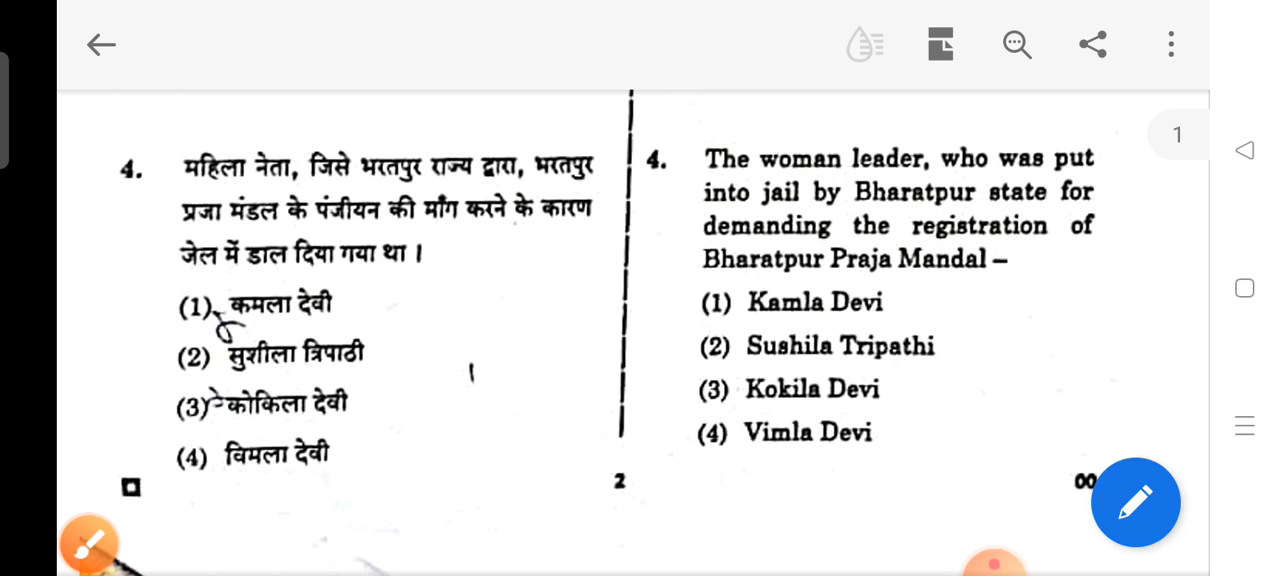 1
4. महिला नेता, जिसे भरतपुर राज्य द्वारा, भरतपुर
प्रजा मंडल के पंजीयन की माँग करने के कारण
जेल में डाल दिया गया था ।
(1) कमला देवी
(2) सुशीला त्रिपाठी
(3) कोकिला देवी
(4) विमला देवी
4. The woman leader, who was put
into jail by Bharatpur state for
demanding the registration of
Bharatpur Praja Mandal –
(1) Kamla Devi
(2) Sushila Tripathi
(3) Kokila Devi
(4) Vimla Devi
2
00